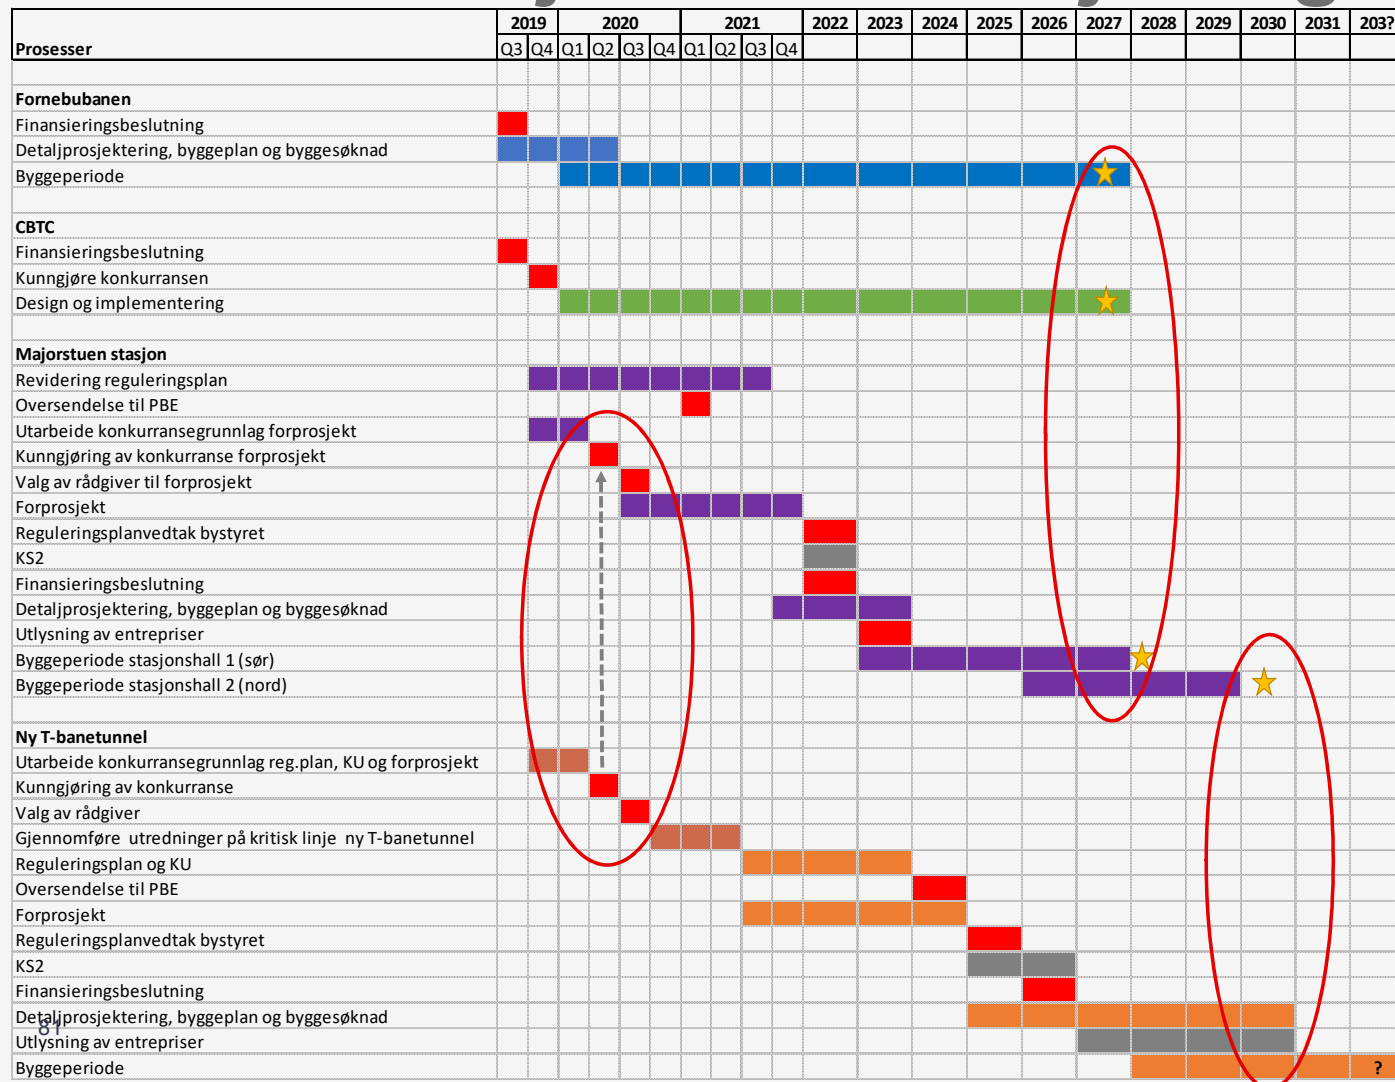 2019 2020 2021 2022 2023 2024 2025 2026 2027 2028 2029 2030 2031 203?
Prosesser Q3 Q4 Q1 Q2 Q3 Q4 Q1 Q2 Q3 Q4
Fornebubanen
Finansieringsbeslutning
Detaljprosjektering, byggeplan og byggesøknad
Byggeperiode
CBTC
Finansieringsbeslutning
Kunngjøre konkurransen
Design og implementering
Majorstuen stasjon
Revidering reguleringsplan
Oversendelse til PBE
Utarbeide konkurransegrunnlag forprosjekt
Kunngjøring av konkurranse forprosjekt
Valg av rådgiver til forprosjekt
Forprosjekt
Reguleringsplanvedtak bystyret
KS2
Finansieringsbeslutning
Detaljprosjektering, byggeplan og byggesøknad
Utlysning av entrepriser
Byggeperiode stasjonshall 1 (sør)
Byggeperiode stasjonshall 2 (nord)
Ny T-banetunnel
Utarbeide konkurransegrunnlag reg.plan, KU og forprosjekt
Kunngjøring av konkurranse
Valg av rådgiver
Gjennomføre utredninger på kritisk linje ny T-banetunnel
Reguleringsplan og KU
Oversendelse til PBE
Forprosjekt
Reguleringsplanvedtak bystyret
KS2
Finansieringsbeslutning
Detaljprosjektering, byggeplan og byggesøknad
81
Utlysning av entrepriser
Byggeperiode ?